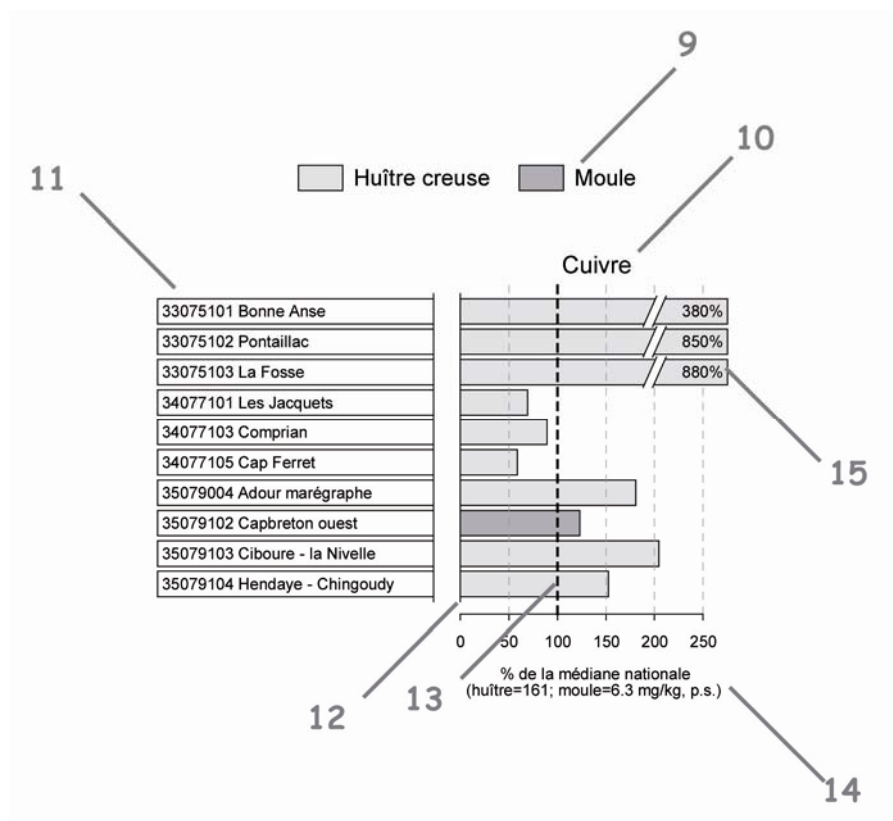 9
10
11
Huître creuse Moule
Cuivre
33075101 Bonne Anse 380%
33075102 Pontaillac 850%
33075103 La Fosse 880%
34077101 Les Jacquets
34077103 Comprian
34077105 Cap Ferret
15
35079004 Adour marégraphe
35079102 Capbreton ouest
35079103 Ciboure - la Nivelle
35079104 Hendaye - Chingoudy
0 50 100 150 200 250
% de la médiane nationale
(huître=161; moule=6.3 mg/kg, p.s.)
13
12
14